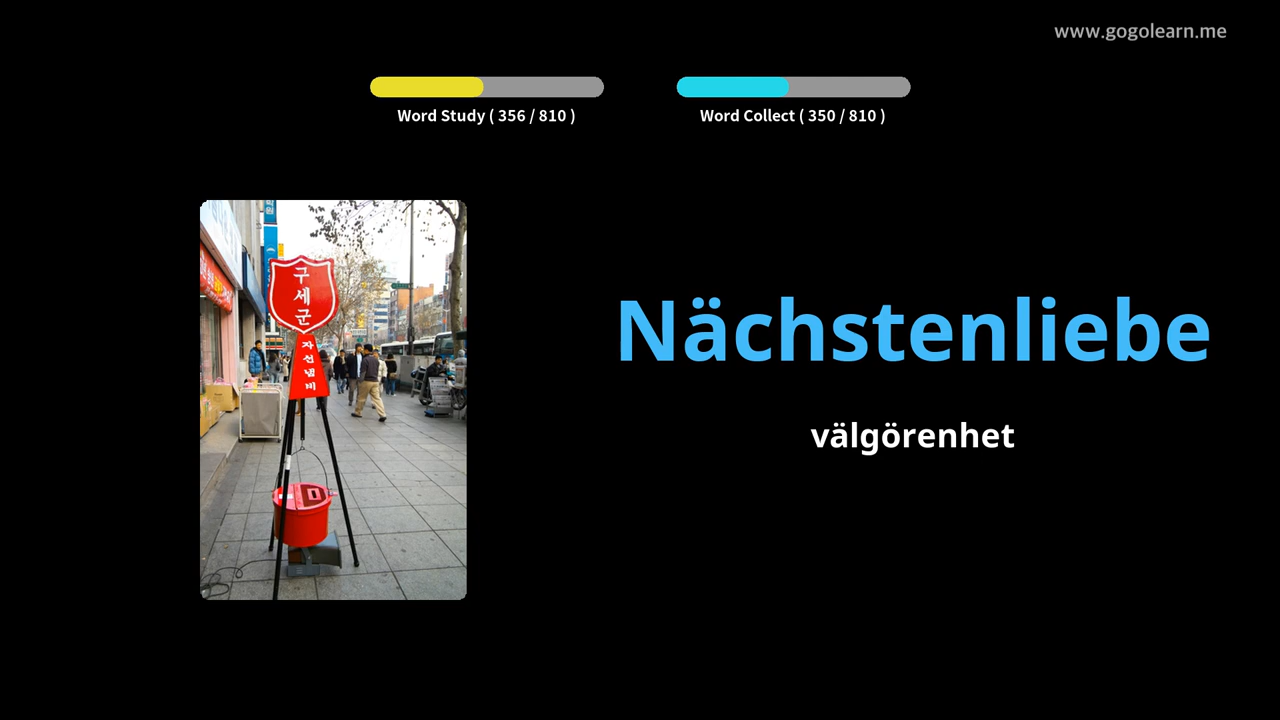 www.gogolearn.me
Word Study ( 356 / 810 )
Word Collect ( 350 / 810 )
구세군
자선냄비
Nächstenliebe
välgörenhet